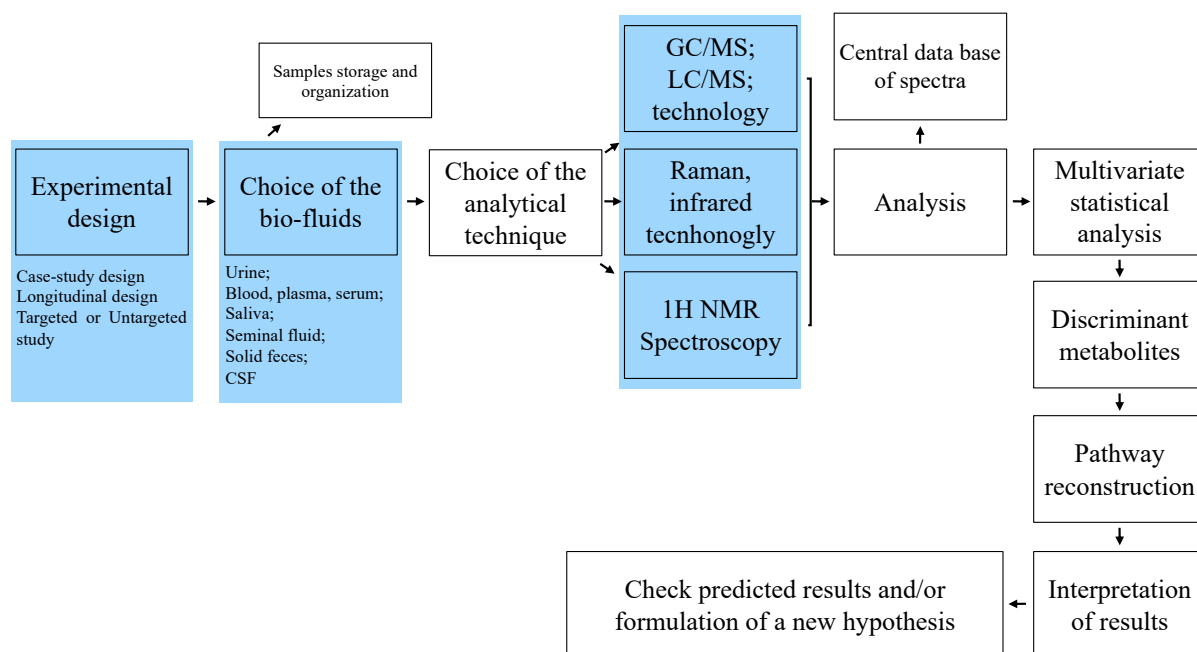 Samples storage and
organization
Experimental
design
Case-study design
Longitudinal design
Targeted or Untargeted
study
Choice of the
bio-fluids
Urine;
Blood, plasma, serum;
Saliva;
Seminal fluid;
Solid feces;
CSF
Choice of the
analytical
technique
GC/MS;
LC/MS;
technology
Raman,
infrared
tecnhonogly
1H NMR
Spectroscopy
Central data base
of spectra
Analysis
Multivariate
statistical
analysis
Discriminant
metabolites
Pathway
reconstruction
Interpretation
of results
Check predicted results and/or
formulation of a new hypothesis